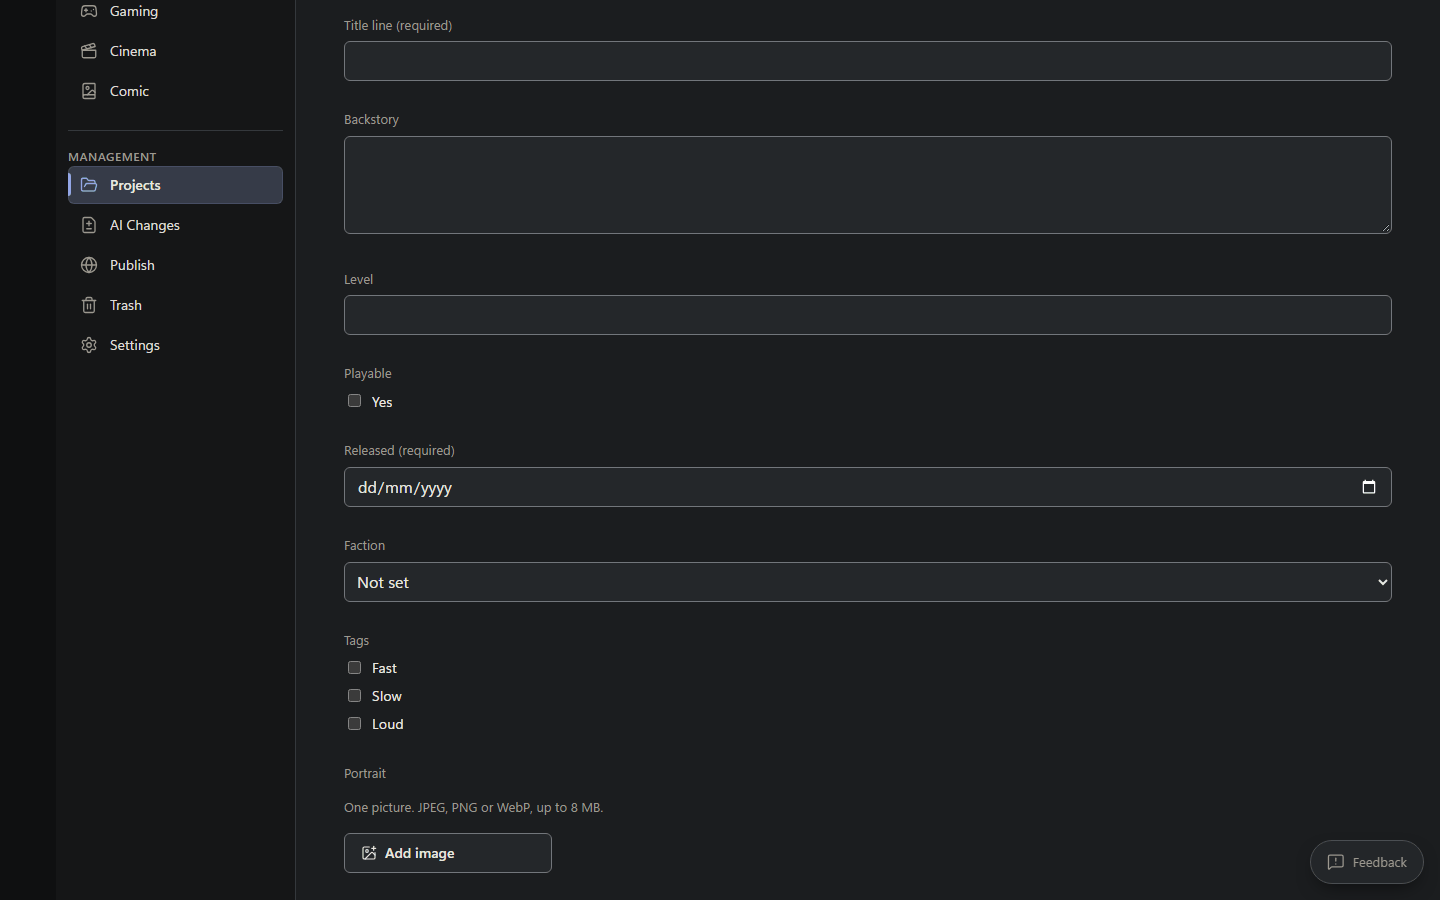 Gaming
Cinema
Comic
MANAGEMENT
Projects
AI Changes
Publish
Trash
Settings
Title line (required)
Backstory
Level
Playable
Yes
Released (required)
dd/mm/yyyy
Faction
Not set
Tags
Fast
Slow
Loud
Portrait
One picture. JPEG, PNG or WebP, up to 8 MB.
Add image
Feedback